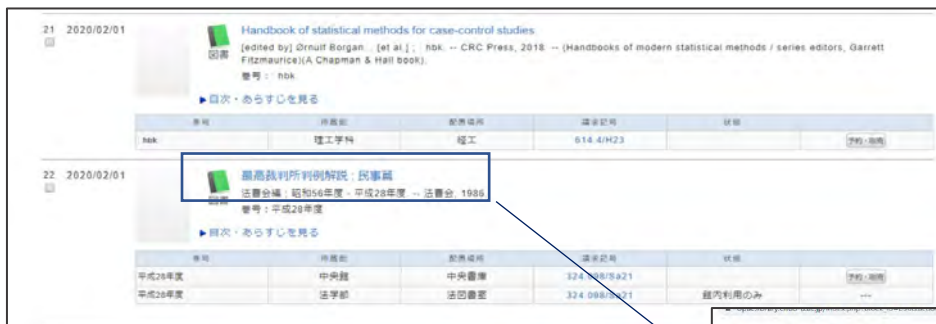 21 2020/02/01 Handbook of statistical methods for case-control studies
図書 [edited by] Ørnulf Borgan ... [et al.] ; : hbk. -- CRC Press, 2018. -- (Handbooks of modern statistical methods / series editors, Garrett
Fitzmaurice)(A Chapman & Hall book).
巻号 : hbk
▶目次・あらすじを見る
巻号 所蔵館 配置場所 請求記号 状態
hbk 理工学科 経工 614.4/H23 予約・取寄
22 2020/02/01 最高裁判所判例解説 ; 民事篇
図書 法曹会編 ; 昭和56年度 - 平成28年度. -- 法曹会, 1986.
巻号 : 平成28年度
▶目次・あらすじを見る
巻号 所蔵館 配置場所 請求記号 状態
平成28年度 中央館 中央書庫 324.098/Sa21
平成28年度 法学部 法図書室 324.098/Sa21 館内利用のみ ---